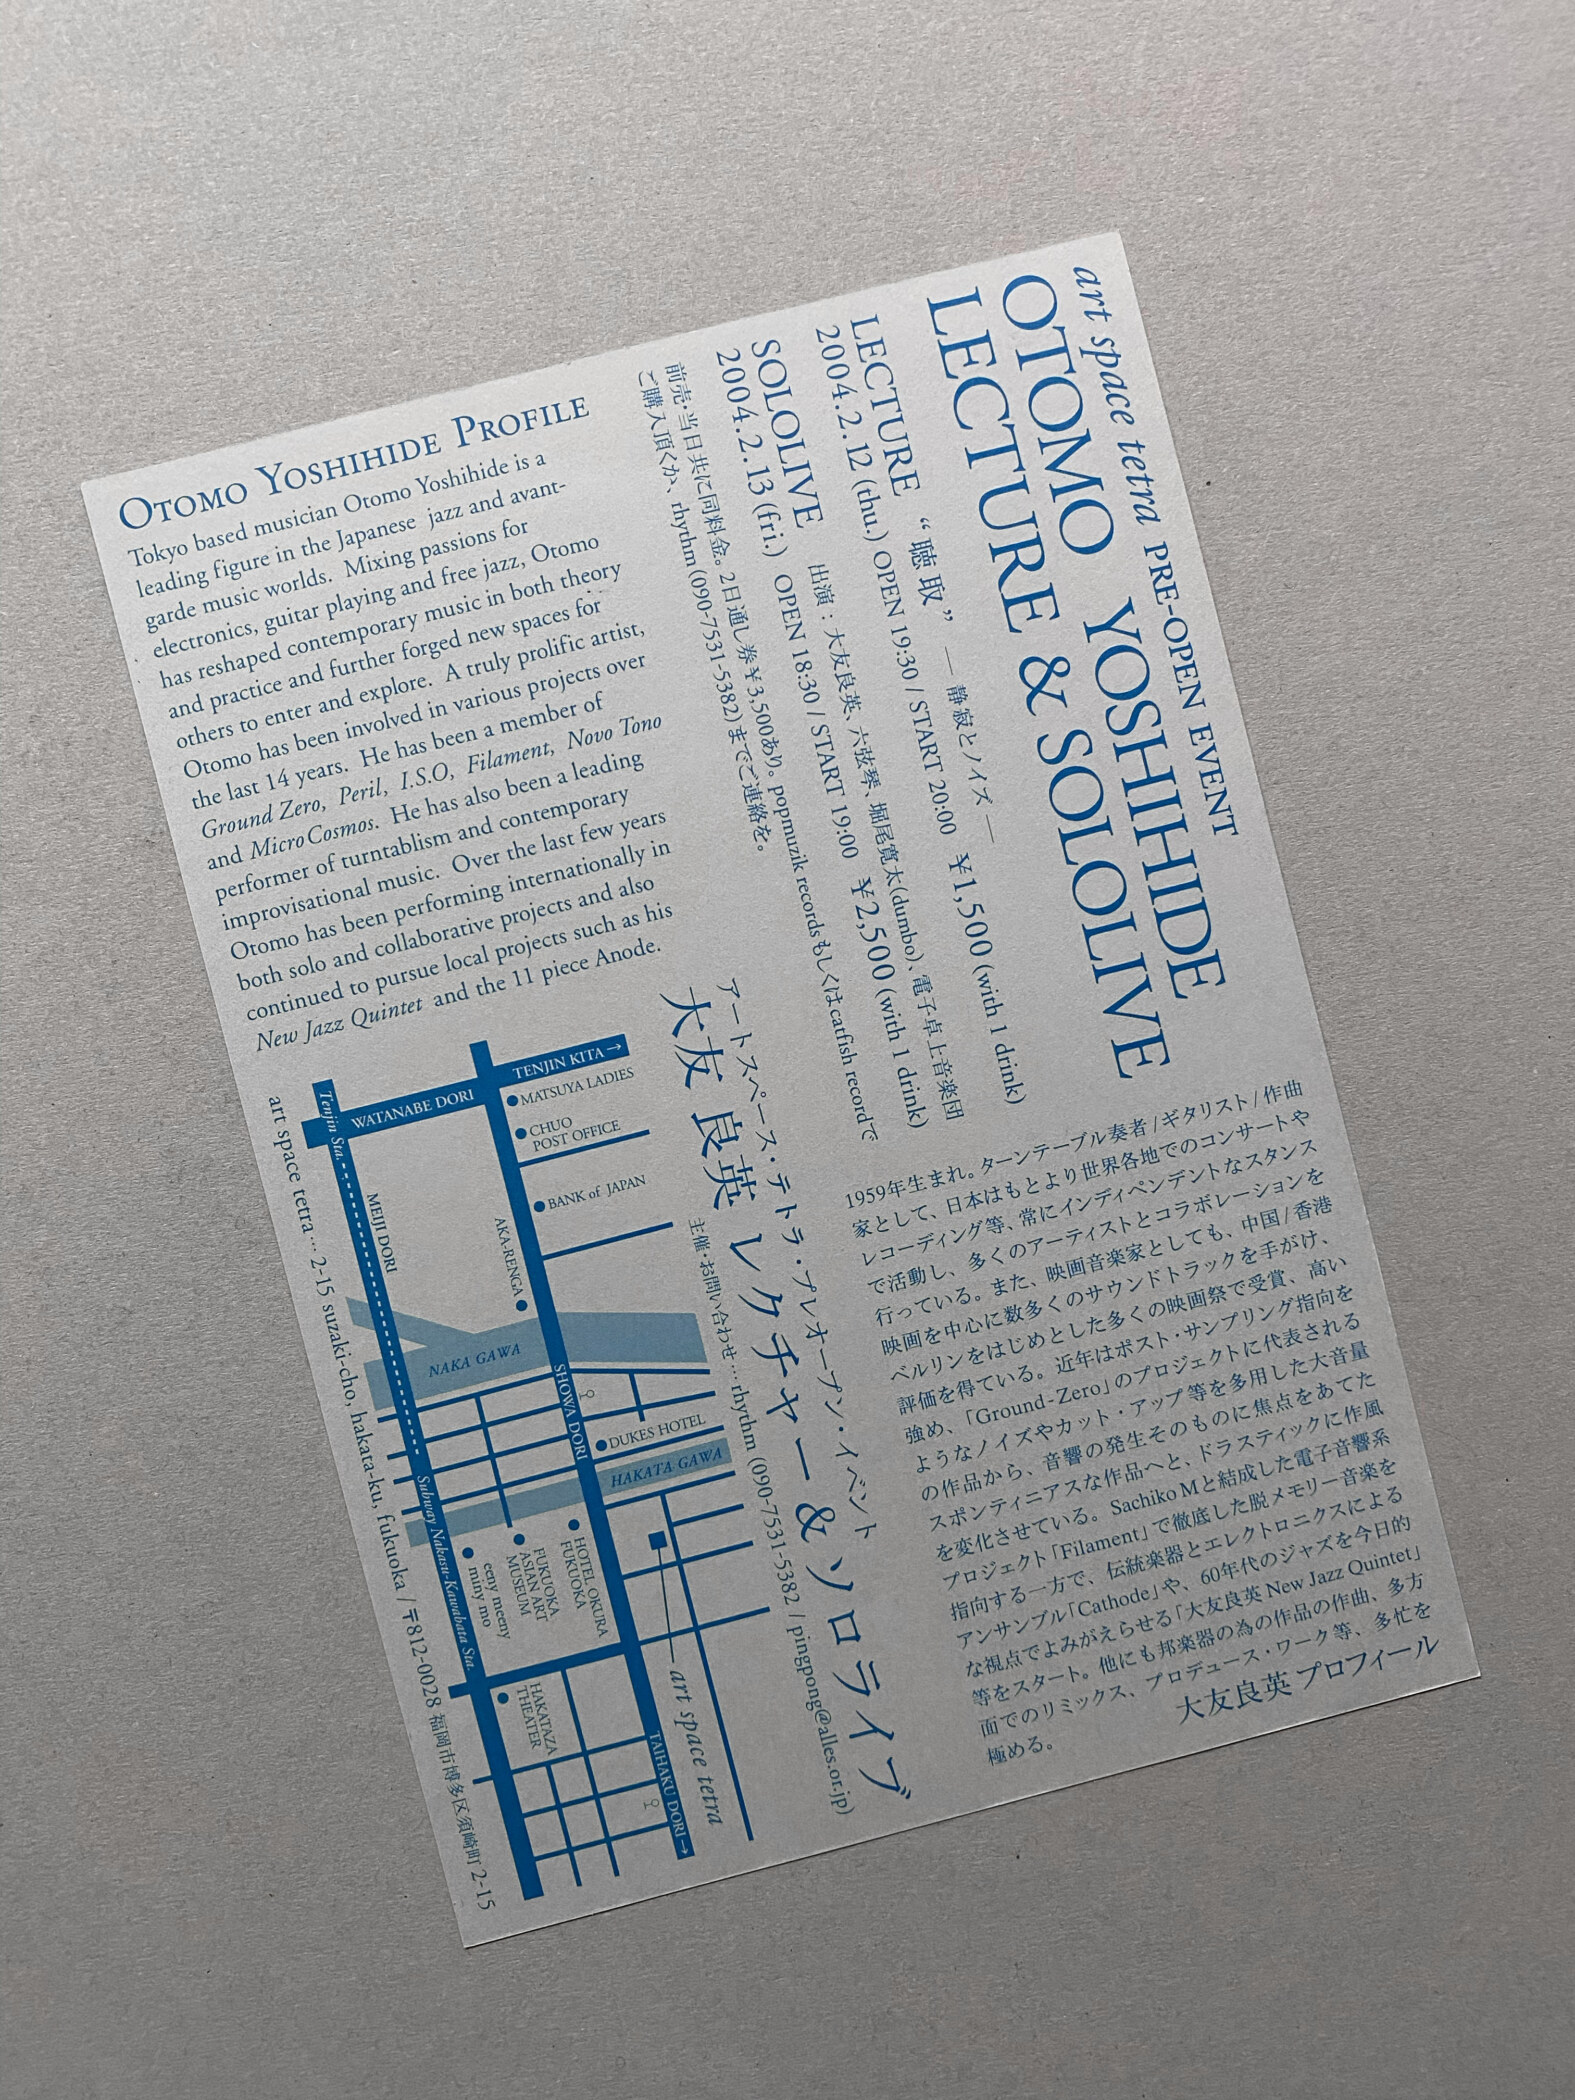 art space tetra PRE-OPEN EVENT
OTOMO YOSHIHIDE
LECTURE & SOLOLIVE
LECTURE “聴取” ― 静寂とノイズ ―
2004.2.12 (thu.) OPEN 19:30 / START 20:00 ¥1,500 (with 1 drink)
出演：大友良英、六弦琴、堀尾寛太(dumbo)、電子卓上音楽団
SOLOLIVE
2004.2.13 (fri.) OPEN 18:30 / START 19:00 ¥2,500 (with 1 drink)
前売・当日共に同料金。2日通し券¥3,500あり。popmuzik recordsもしくはcatfish recordで
ご購入頂くか、rhythm (090-7531-5382)までご連絡を。
OTOMO YOSHIHIDE PROFILE
Tokyo based musician Otomo Yoshihide is a
leading figure in the Japanese jazz and avant-
garde music worlds. Mixing passions for
electronics, guitar playing and free jazz, Otomo
has reshaped contemporary music in both theory
and practice and further forged new spaces for
others to enter and explore. A truly prolific artist,
Otomo has been involved in various projects over
the last 14 years. He has been a member of
Ground Zero, Peril, I.S.O, Filament, Novo Tono
and MicroCosmos. He has also been a leading
performer of turntablism and contemporary
improvisational music. Over the last few years
Otomo has been performing internationally in
both solo and collaborative projects and also
continued to pursue local projects such as his
New Jazz Quintet and the 11 piece Anode.
アートスペース・テトラ・プレオープン・イベント
大友 良英 レクチャー & ソロライブ
主催・お問い合わせ… rhythm (090-7531-5382 / pingpong@alles.or.jp)
TENJIN KITA →
WATANABE DORI
Tenjin Sta.
MATSUYA LADIES
CHUO
POST OFFICE
BANK of JAPAN
MEIJI DORI
AKA-RENGA
NAKA GAWA
SHOWA DORI
DUKES HOTEL
HAKATA GAWA
Subway Nakasu-Kawabata Sta.
HOTEL OKURA
FUKUOKA
FUKUOKA
ASIAN ART
MUSEUM
eeny meeny
miny mo
HAKATAZA
THEATER
art space tetra
TAIHAKU DORI →
art space tetra … 2-15 suzaki-cho, hakata-ku, fukuoka / 〒812-0028 福岡市博多区須崎町 2-15
1959年生まれ。ターンテーブル奏者/ギタリスト/作曲
家として、日本はもとより世界各地でのコンサートや
レコーディング等、常にインディペンデントなスタンス
で活動し、多くのアーティストとコラボレーションを
行っている。また、映画音楽家としても、中国/香港
映画を中心に数多くのサウンドトラックを手がけ、
ベルリンをはじめとした多くの映画祭で受賞、高い
評価を得ている。近年はポスト・サンプリング指向を
強め、「Ground-Zero」のプロジェクトに代表される
ようなノイズやカット・アップ等を多用した大音量
の作品から、音響の発生そのものに焦点をあてた
スポンティニアスな作品へと、ドラスティックに作風
を変化させている。Sachiko Mと結成した電子音響系
プロジェクト「Filament」で徹底した脱メモリー音楽を
指向する一方で、伝統楽器とエレクトロニクスによる
アンサンブル「Cathode」や、60年代のジャズを今日的
な視点でよみがえらせる「大友良英 New Jazz Quintet」
等をスタート。他にも邦楽器の為の作品の作曲、多方
面でのリミックス、プロデュース・ワーク等、多忙を
極める。
大友良英 プロフィール